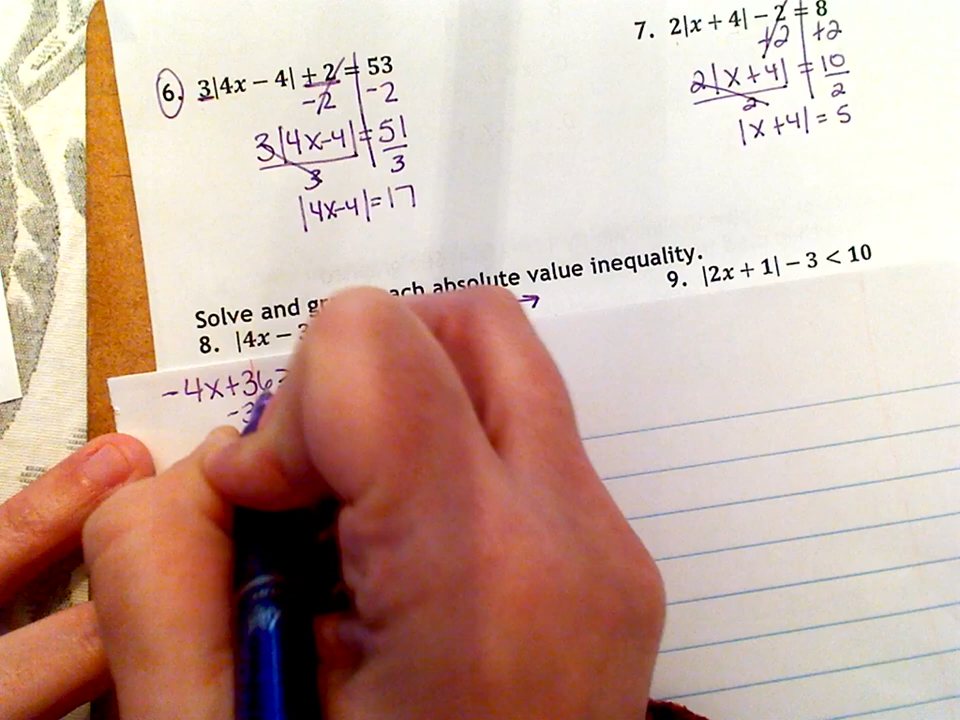 6. 3|4x − 4| + 2 = 53
-2 -2
3|4x-4| = 51
3 3
|4x-4| = 17
7. 2|x + 4| − 2 = 8
+2 +2
2|x+4| = 10
2 2
|x+4| = 5
Solve and each absolute value inequality.
8. |4x −
9. |2x + 1| − 3 < 10
-4x+36
-3